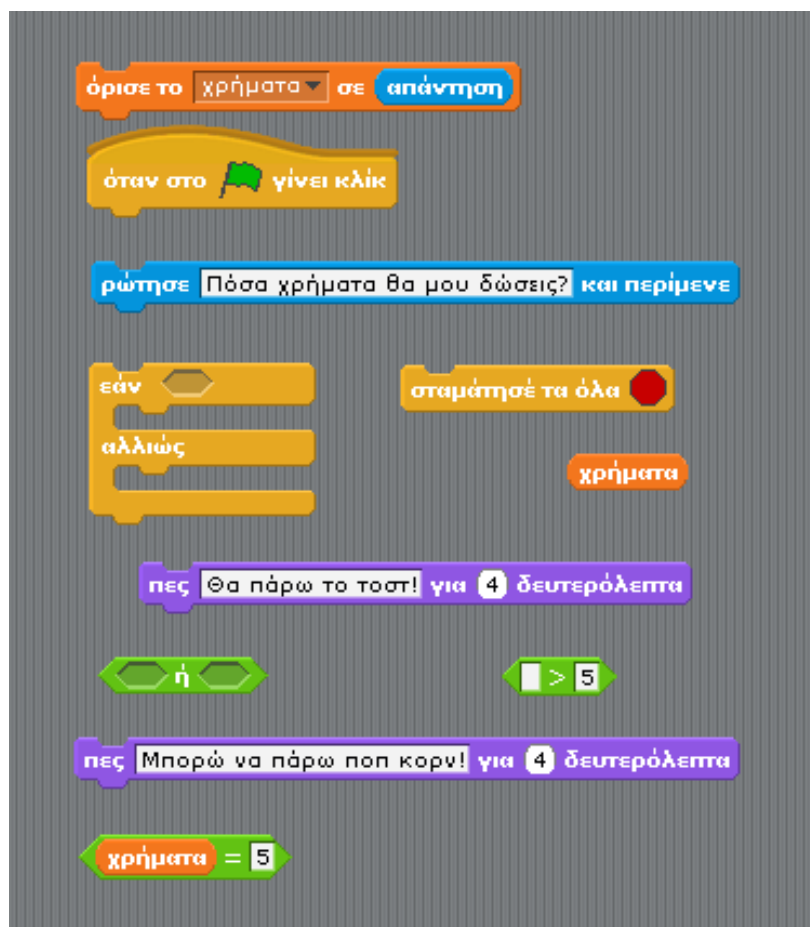 όρισε το χρήματα σε απάντηση
όταν στο γίνει κλίκ
ρώτησε Πόσα χρήματα θα μου δώσεις? και περίμενε
εάν
αλλιώς
σταμάτησέ τα όλα
χρήματα
πες Θα πάρω το τοστ! για 4 δευτερόλεπτα
ή
> 5
πες Μπορώ να πάρω ποπ κορν! για 4 δευτερόλεπτα
χρήματα = 5